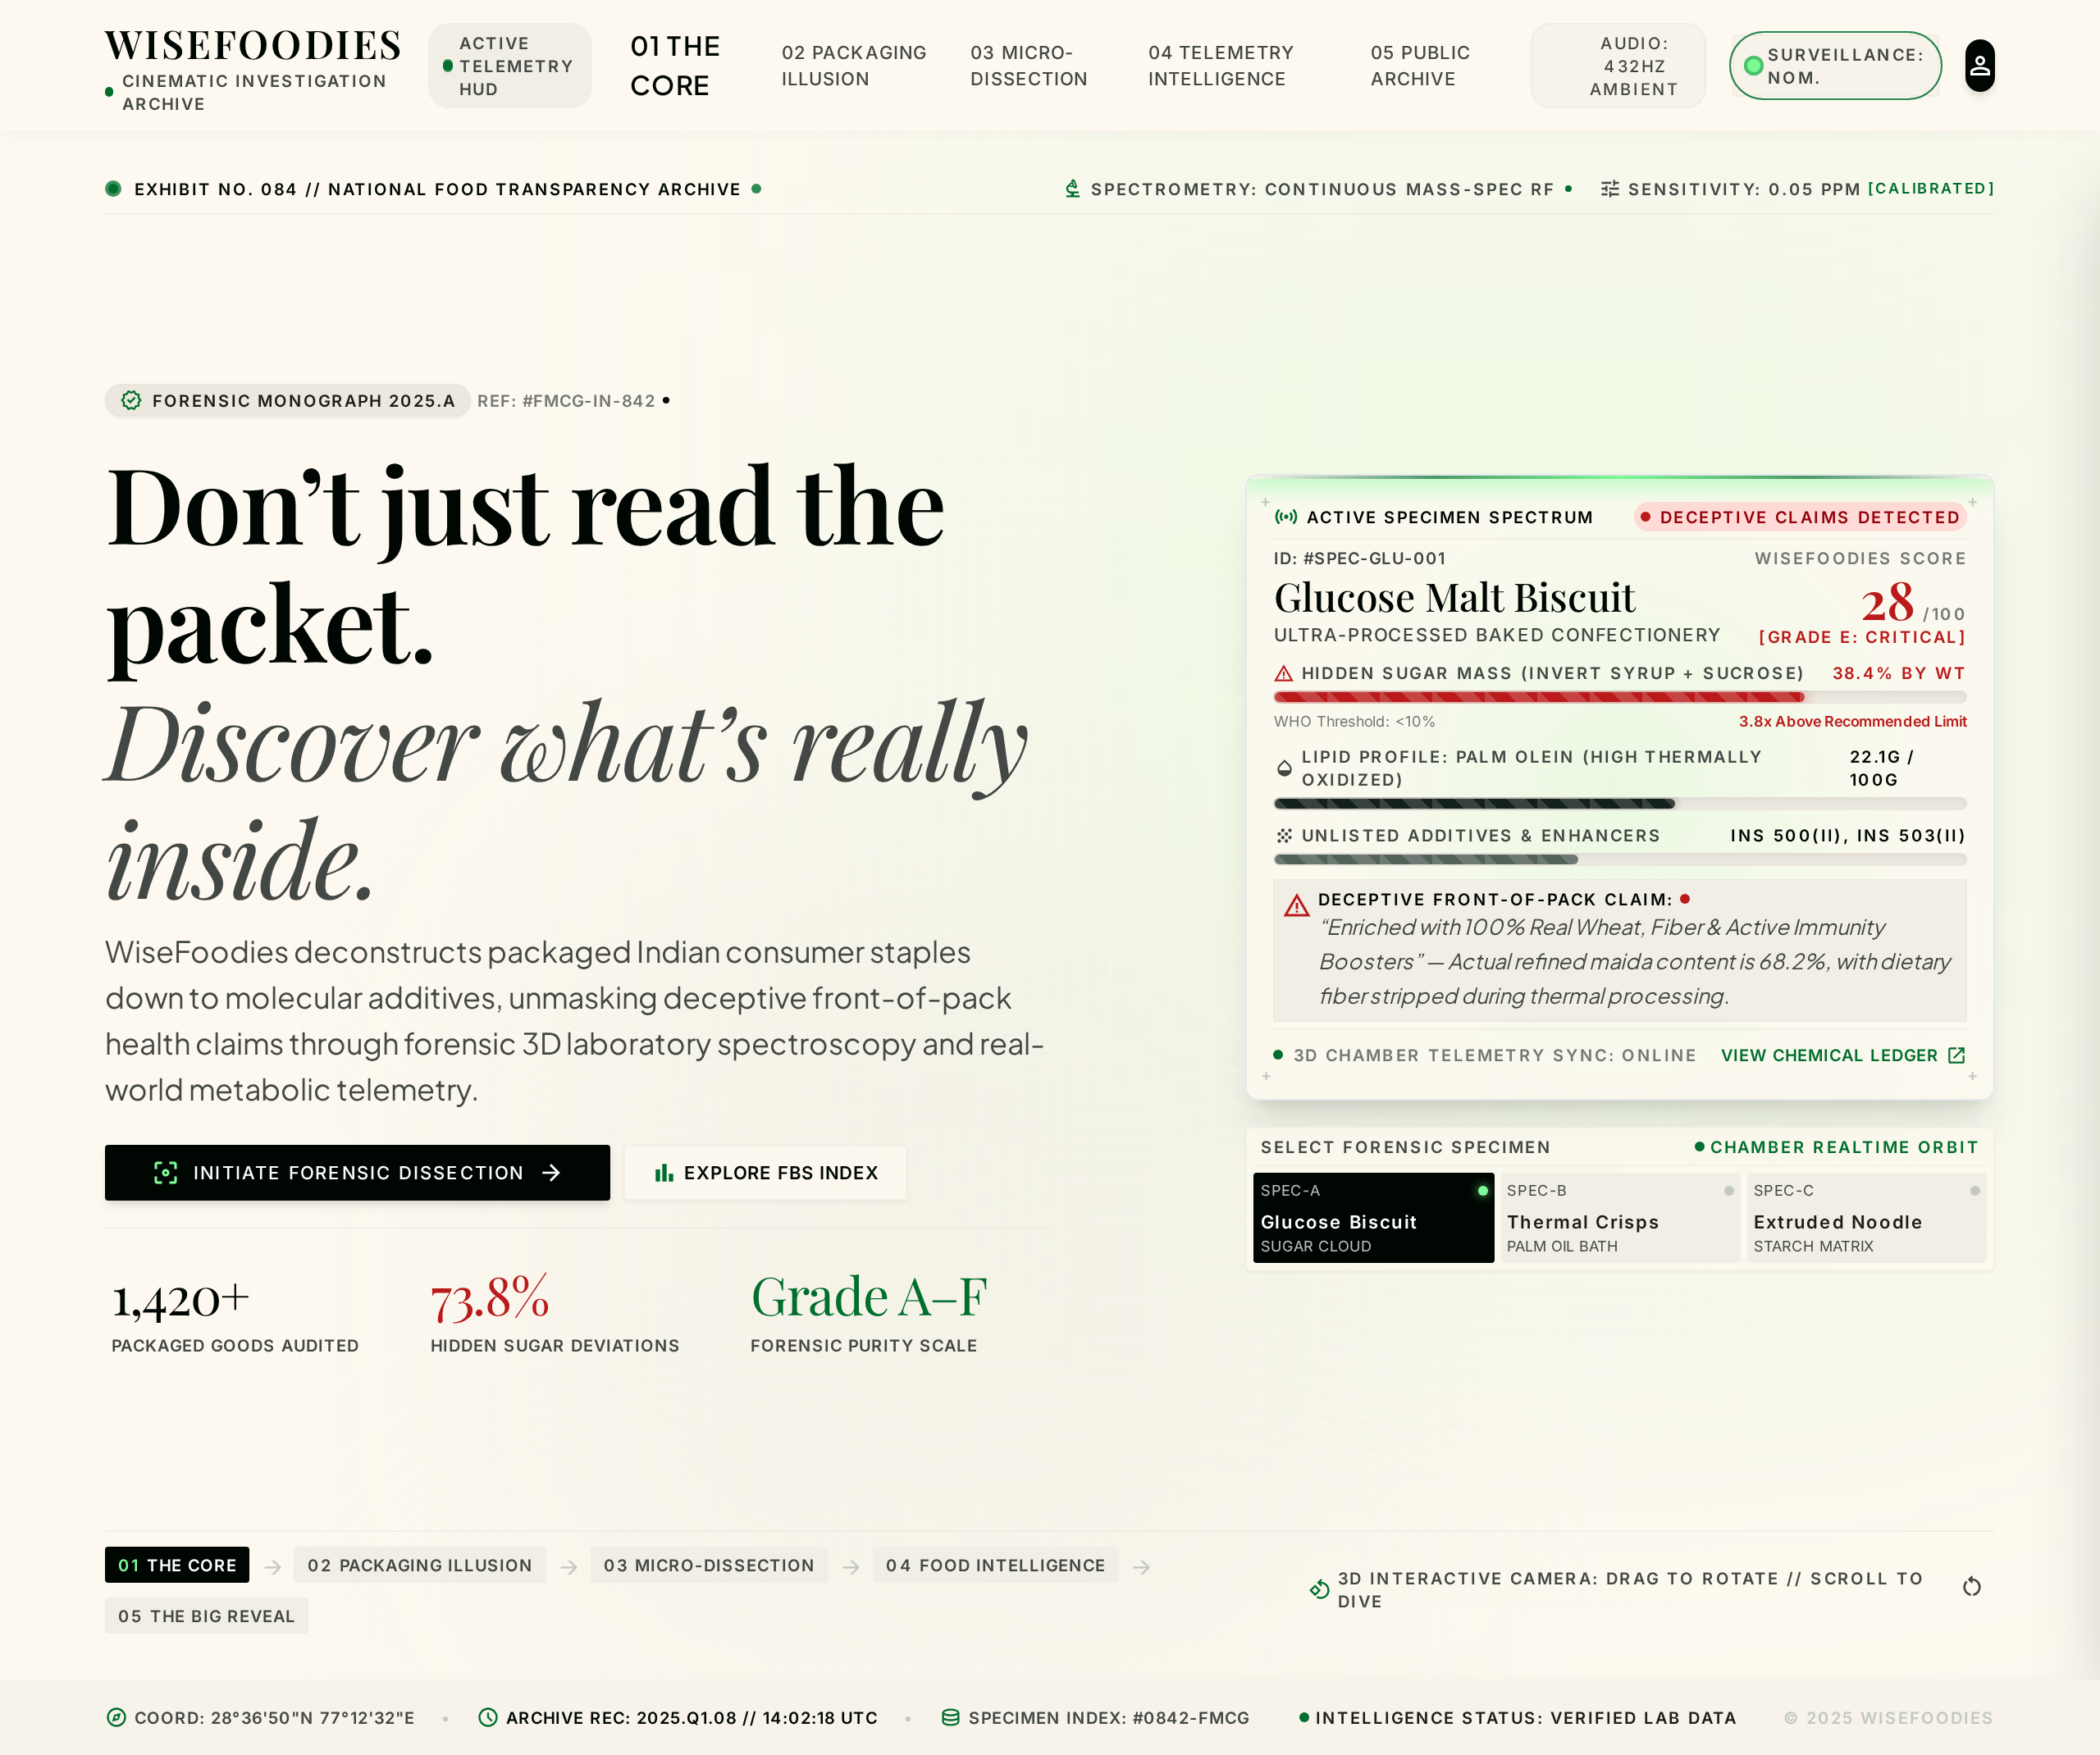 WISEFOODIES
CINEMATIC INVESTIGATION
ARCHIVE
ACTIVE
TELEMETRY
HUD
01 THE
CORE
02 PACKAGING
ILLUSION
03 MICRO-
DISSECTION
04 TELEMETRY
INTELLIGENCE
05 PUBLIC
ARCHIVE
AUDIO:
432HZ
AMBIENT
SURVEILLANCE:
NOM.
EXHIBIT NO. 084 // NATIONAL FOOD TRANSPARENCY ARCHIVE
SPECTROMETRY: CONTINUOUS MASS-SPEC RF
SENSITIVITY: 0.05 PPM [CALIBRATED]
FORENSIC MONOGRAPH 2025.A
REF: #FMCG-IN-842
Don’t just read the
packet.
Discover what’s really
inside.
WiseFoodies deconstructs packaged Indian consumer staples
down to molecular additives, unmasking deceptive front-of-pack
health claims through forensic 3D laboratory spectroscopy and real-
world metabolic telemetry.
INITIATE FORENSIC DISSECTION
EXPLORE FBS INDEX
1,420+
PACKAGED GOODS AUDITED
73.8%
HIDDEN SUGAR DEVIATIONS
Grade A–F
FORENSIC PURITY SCALE
ACTIVE SPECIMEN SPECTRUM
DECEPTIVE CLAIMS DETECTED
ID: #SPEC-GLU-001
WISEFOODIES SCORE
Glucose Malt Biscuit
28 /100
ULTRA-PROCESSED BAKED CONFECTIONERY
[GRADE E: CRITICAL]
HIDDEN SUGAR MASS (INVERT SYRUP + SUCROSE)
38.4% BY WT
WHO Threshold: <10%
3.8x Above Recommended Limit
LIPID PROFILE: PALM OLEIN (HIGH THERMALLY
OXIDIZED)
22.1G /
100G
UNLISTED ADDITIVES & ENHANCERS
INS 500(II), INS 503(II)
DECEPTIVE FRONT-OF-PACK CLAIM:
“Enriched with 100% Real Wheat, Fiber & Active Immunity
Boosters” — Actual refined maida content is 68.2%, with dietary
fiber stripped during thermal processing.
3D CHAMBER TELEMETRY SYNC: ONLINE
VIEW CHEMICAL LEDGER
SELECT FORENSIC SPECIMEN
CHAMBER REALTIME ORBIT
SPEC-A
Glucose Biscuit
SUGAR CLOUD
SPEC-B
Thermal Crisps
PALM OIL BATH
SPEC-C
Extruded Noodle
STARCH MATRIX
01 THE CORE
02 PACKAGING ILLUSION
03 MICRO-DISSECTION
04 FOOD INTELLIGENCE
05 THE BIG REVEAL
3D INTERACTIVE CAMERA: DRAG TO ROTATE // SCROLL TO
DIVE
COORD: 28°36'50"N 77°12'32"E
ARCHIVE REC: 2025.Q1.08 // 14:02:18 UTC
SPECIMEN INDEX: #0842-FMCG
INTELLIGENCE STATUS: VERIFIED LAB DATA
© 2025 WISEFOODIES